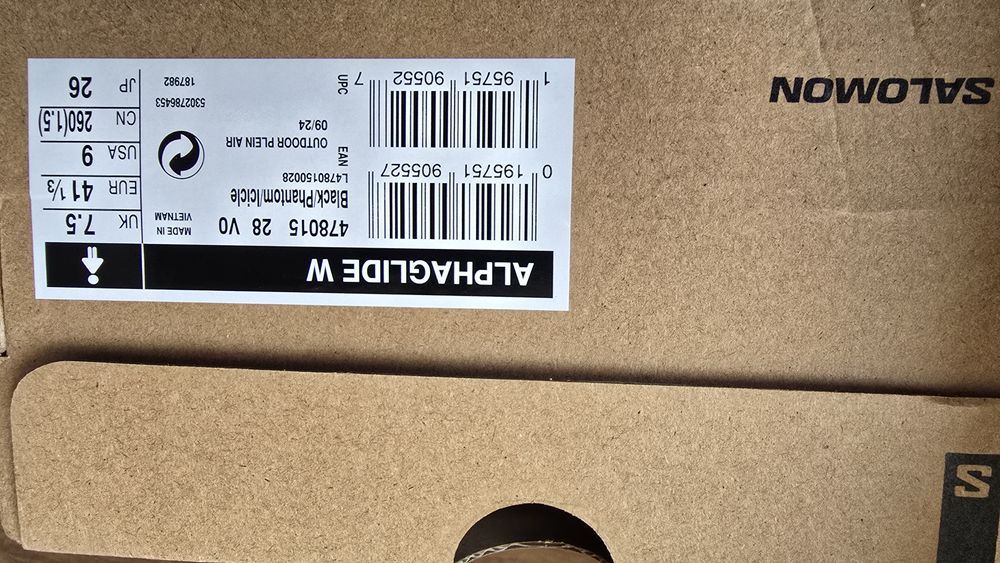 S
ALPHAGLIDE W
0 195751 905527
EAN
1 95751 90552 7
UPC
478015 28 V0
Black/Phantom/Icicle
L4780150028
OUTDOOR PLEIN AIR
09/24
MADE IN
VIETNAM
5302786453
187982
UK 7.5
EUR 41 1/3
USA 9
CN 260(1.5)
JP 26
SALOMON